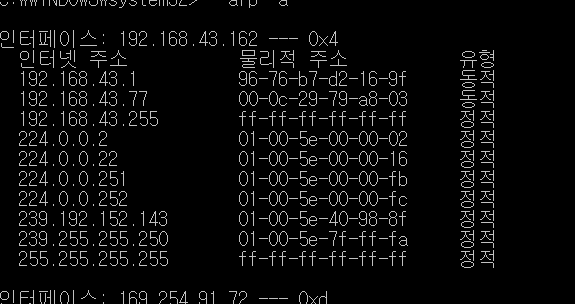 C:\WINDOWS\system32> arp -a
인터페이스: 192.168.43.162 --- 0x4
인터넷 주소 물리적 주소 유형
192.168.43.1 96-76-b7-d2-16-9f 동적
192.168.43.77 00-0c-29-79-a8-03 동적
192.168.43.255 ff-ff-ff-ff-ff-ff 정적
224.0.0.2 01-00-5e-00-00-02 정적
224.0.0.22 01-00-5e-00-00-16 정적
224.0.0.251 01-00-5e-00-00-fb 정적
224.0.0.252 01-00-5e-00-00-fc 정적
239.192.152.143 01-00-5e-40-98-8f 정적
239.255.255.250 01-00-5e-7f-ff-fa 정적
255.255.255.255 ff-ff-ff-ff-ff-ff 정적
인터페이스: 169.254.91.72 --- 0xd